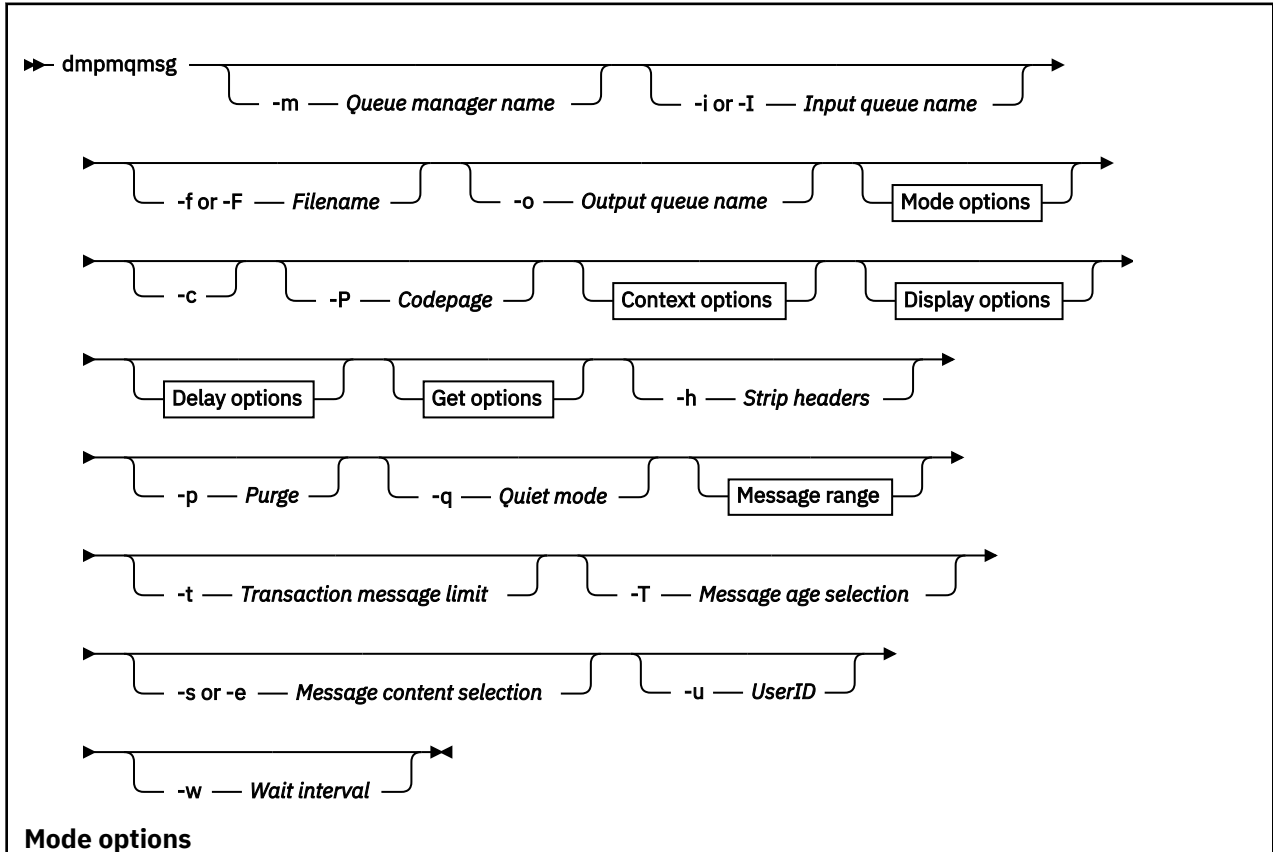 dmpmqmsg
-m Queue manager name -i or -I Input queue name
-f or -F Filename -o Output queue name Mode options
-c -P Codepage Context options Display options
Delay options Get options -h Strip headers
-p Purge -q Quiet mode Message range
-t Transaction message limit -T Message age selection
-s or -e Message content selection -u UserID
-w Wait interval
Mode options